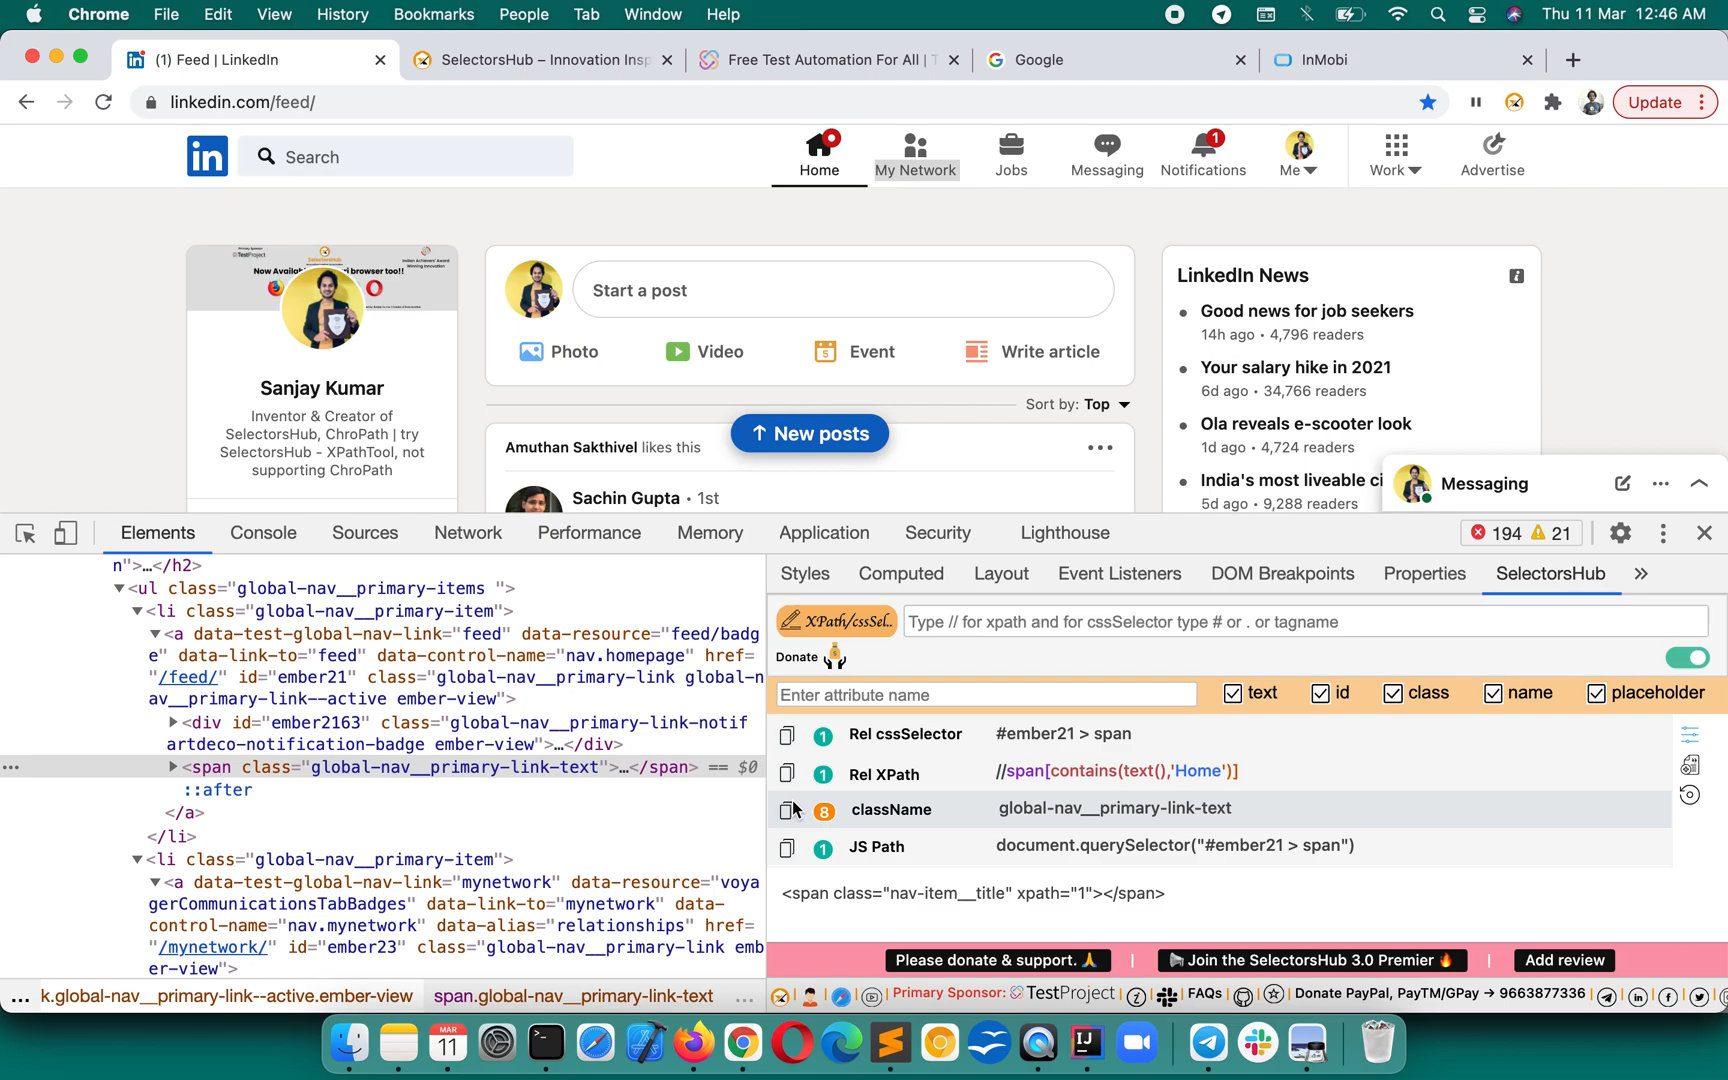 Chrome File Edit View History Bookmarks People Tab Window Help Thu 11 Mar 12:46 AM
(1) Feed | LinkedIn SelectorsHub – Innovation Insp Free Test Automation For All | T Google InMobi
linkedin.com/feed/ Update
in Search Home My Network Jobs Messaging 1 Notifications Me Work Advertise
TestProject SelectorsHub
Sanjay Kumar
Inventor & Creator of
SelectorsHub, ChroPath | try
SelectorsHub - XPathTool, not
supporting ChroPath
Start a post
Photo Video Event Write article
Sort by: Top
New posts
Amuthan Sakthivel likes this
Sachin Gupta • 1st
LinkedIn News
Good news for job seekers
14h ago • 4,796 readers
Your salary hike in 2021
6d ago • 34,766 readers
Ola reveals e-scooter look
1d ago • 4,724 readers
India's most liveable ci
5d ago • 9,288 readers
Messaging
Elements Console Sources Network Performance Memory Application Security Lighthouse 194 21
n">…</h2>
<ul class="global-nav__primary-items ">
<li class="global-nav__primary-item">
<a data-test-global-nav-link="feed" data-resource="feed/badg
e" data-link-to="feed" data-control-name="nav.homepage" href=
"/feed/" id="ember21" class="global-nav__primary-link global-n
av__primary-link--active ember-view">
<div id="ember2163" class="global-nav__primary-link-notif
artdeco-notification-badge ember-view">…</div>
<span class="global-nav__primary-link-text">…</span> == $0
::after
</a>
</li>
<li class="global-nav__primary-item">
<a data-test-global-nav-link="mynetwork" data-resource="voya
gerCommunicationsTabBadges" data-link-to="mynetwork" data-
control-name="nav.mynetwork" data-alias="relationships" href=
"/mynetwork/" id="ember23" class="global-nav__primary-link emb
er-view">
... k.global-nav__primary-link--active.ember-view span.global-nav__primary-link-text ...
Styles Computed Layout Event Listeners DOM Breakpoints Properties SelectorsHub »
XPath/cssSel.. Type // for xpath and for cssSelector type # or . or tagname
Donate
Enter attribute name text id class name placeholder
1 Rel cssSelector #ember21 > span
1 Rel XPath //span[contains(text(),'Home')]
8 className global-nav__primary-link-text
1 JS Path document.querySelector("#ember21 > span")
<span class="nav-item__title" xpath="1"></span>
Please donate & support. | Join the SelectorsHub 3.0 Premier | Add review
Primary Sponsor: TestProject | FAQs | Donate PayPal, PayTM/GPay → 9663877336
MAR
11
IJ